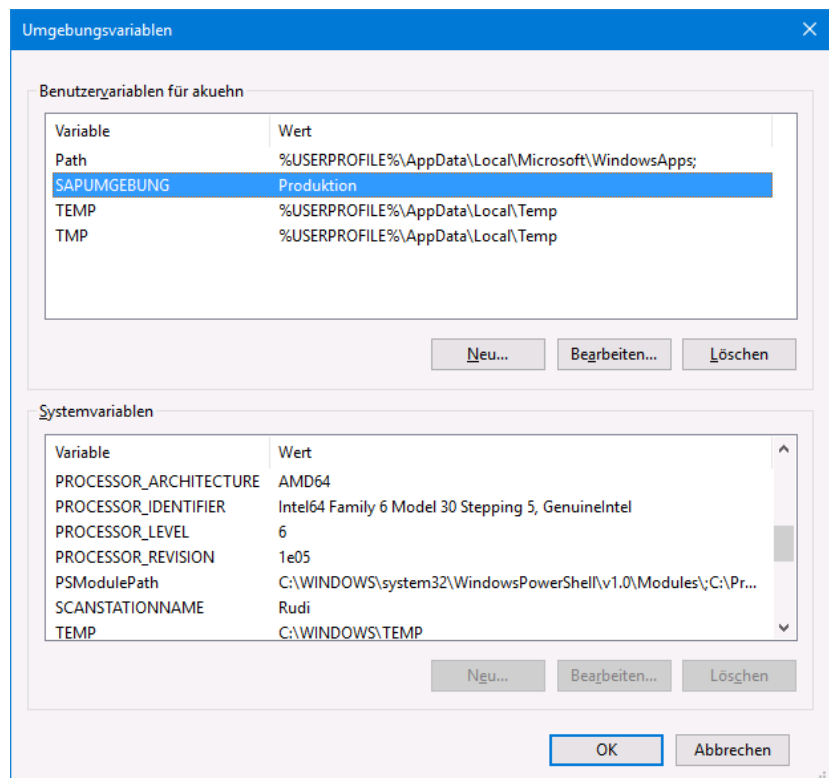 Umgebungsvariablen
Benutzervariablen für akuehn
Variable Wert
Path %USERPROFILE%\AppData\Local\Microsoft\WindowsApps;
SAPUMGEBUNG Produktion
TEMP %USERPROFILE%\AppData\Local\Temp
TMP %USERPROFILE%\AppData\Local\Temp
Neu... Bearbeiten... Löschen
Systemvariablen
Variable Wert
PROCESSOR_ARCHITECTURE AMD64
PROCESSOR_IDENTIFIER Intel64 Family 6 Model 30 Stepping 5, GenuineIntel
PROCESSOR_LEVEL 6
PROCESSOR_REVISION 1e05
PSModulePath C:\WINDOWS\system32\WindowsPowerShell\v1.0\Modules\;C:\Pr...
SCANSTATIONNAME Rudi
TEMP C:\WINDOWS\TEMP
Neu... Bearbeiten... Löschen
OK Abbrechen